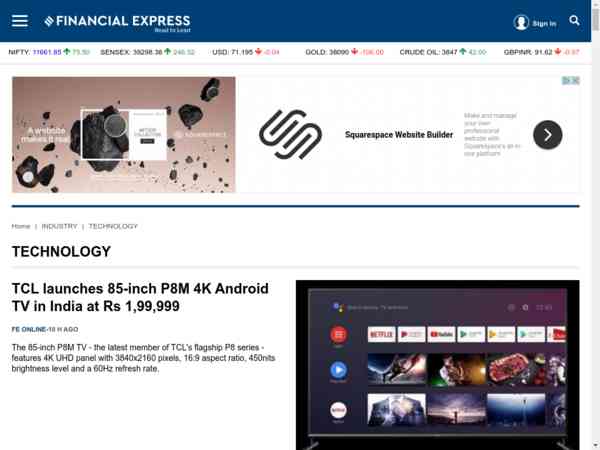 FINANCIAL EXPRESS
Read to Lead
Sign In
NIFTY: 11661.85 75.50 SENSEX: 39298.38 246.32 USD: 71.195 -0.04 GOLD: 38090 -106.00 CRUDE OIL: 3847 42.00 GBPINR: 91.62 -0.97
A website
makes it real
Squarespace Website Builder
Make and manage
your own
professional
website with
Squarespace's all-in-
one platform
Home | INDUSTRY | TECHNOLOGY
TECHNOLOGY
TCL launches 85-inch P8M 4K Android
TV in India at Rs 1,99,999
FE ONLINE-10 H AGO
The 85-inch P8M TV - the latest member of TCL's flagship P8 series -
features 4K UHD panel with 3840x2160 pixels, 16:9 aspect ratio, 450nits
brightness level and a 60Hz refresh rate.
NETFLIX